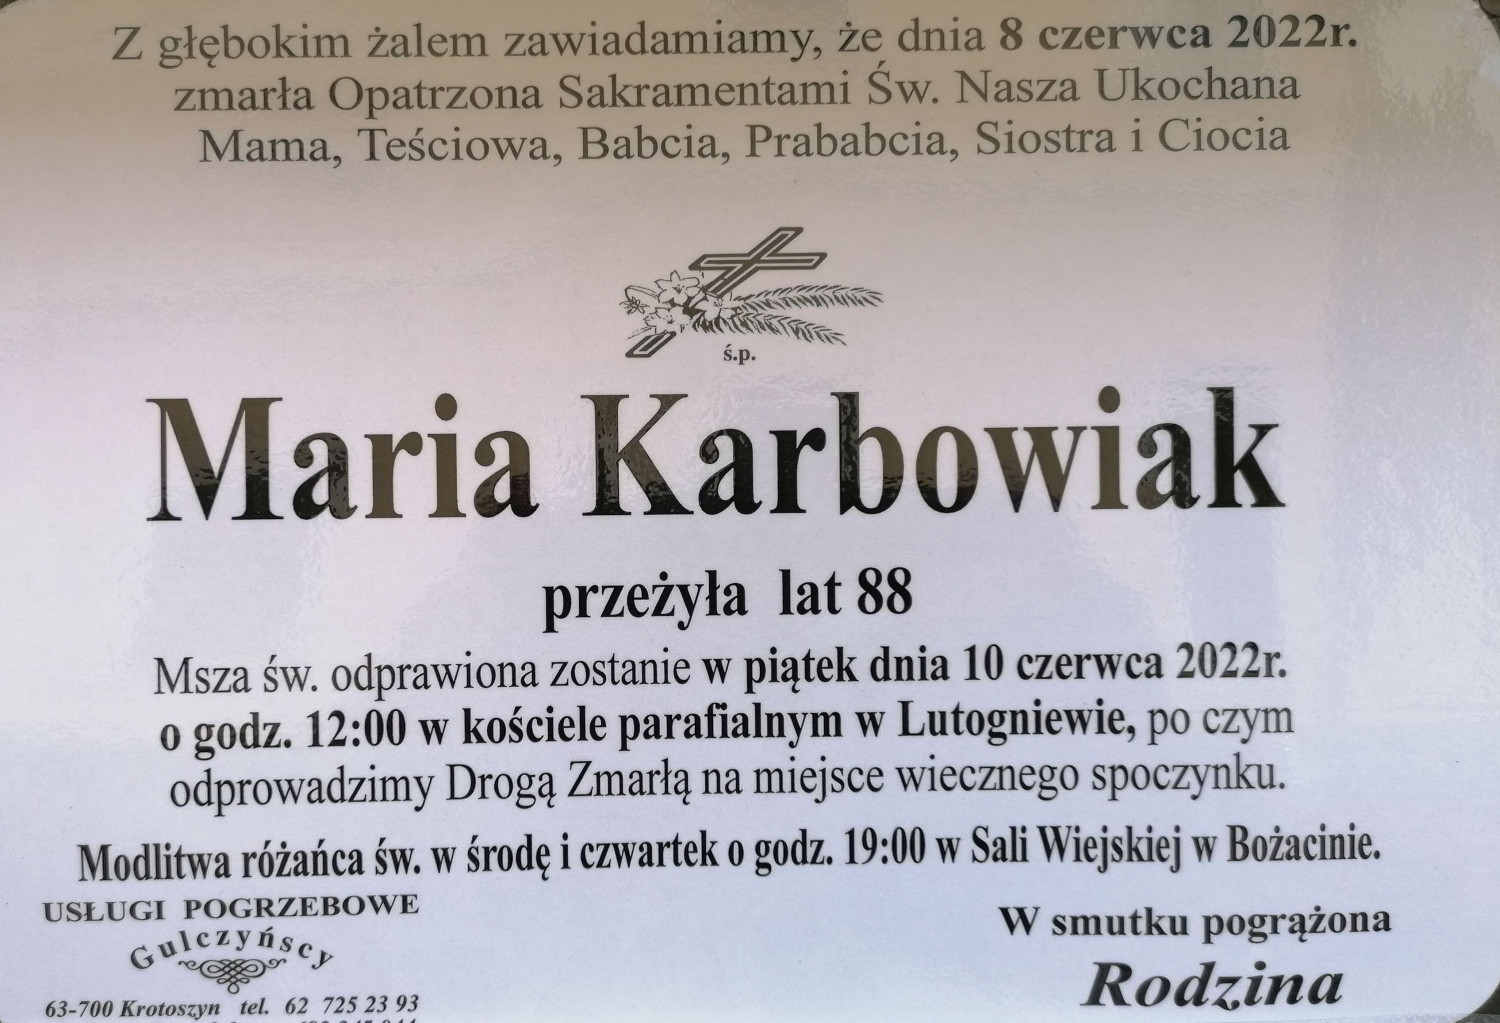 Z głębokim żalem zawiadamiamy, że dnia 8 czerwca 2022r.
zmarła Opatrzona Sakramentami Św. Nasza Ukochana
Mama, Teściowa, Babcia, Prababcia, Siostra i Ciocia
ś.p.
Maria Karbowiak
przeżyła lat 88
Msza św. odprawiona zostanie w piątek dnia 10 czerwca 2022r.
o godz. 12:00 w kościele parafialnym w Lutogniewie, po czym
odprowadzimy Drogą Zmarłą na miejsce wiecznego spoczynku.
Modlitwa różańca św. w środę i czwartek o godz. 19:00 w Sali Wiejskiej w Bożacinie.
USŁUGI POGRZEBOWE
Gulczyńscy
63-700 Krotoszyn tel. 62 725 23 93
W smutku pogrążona
Rodzina